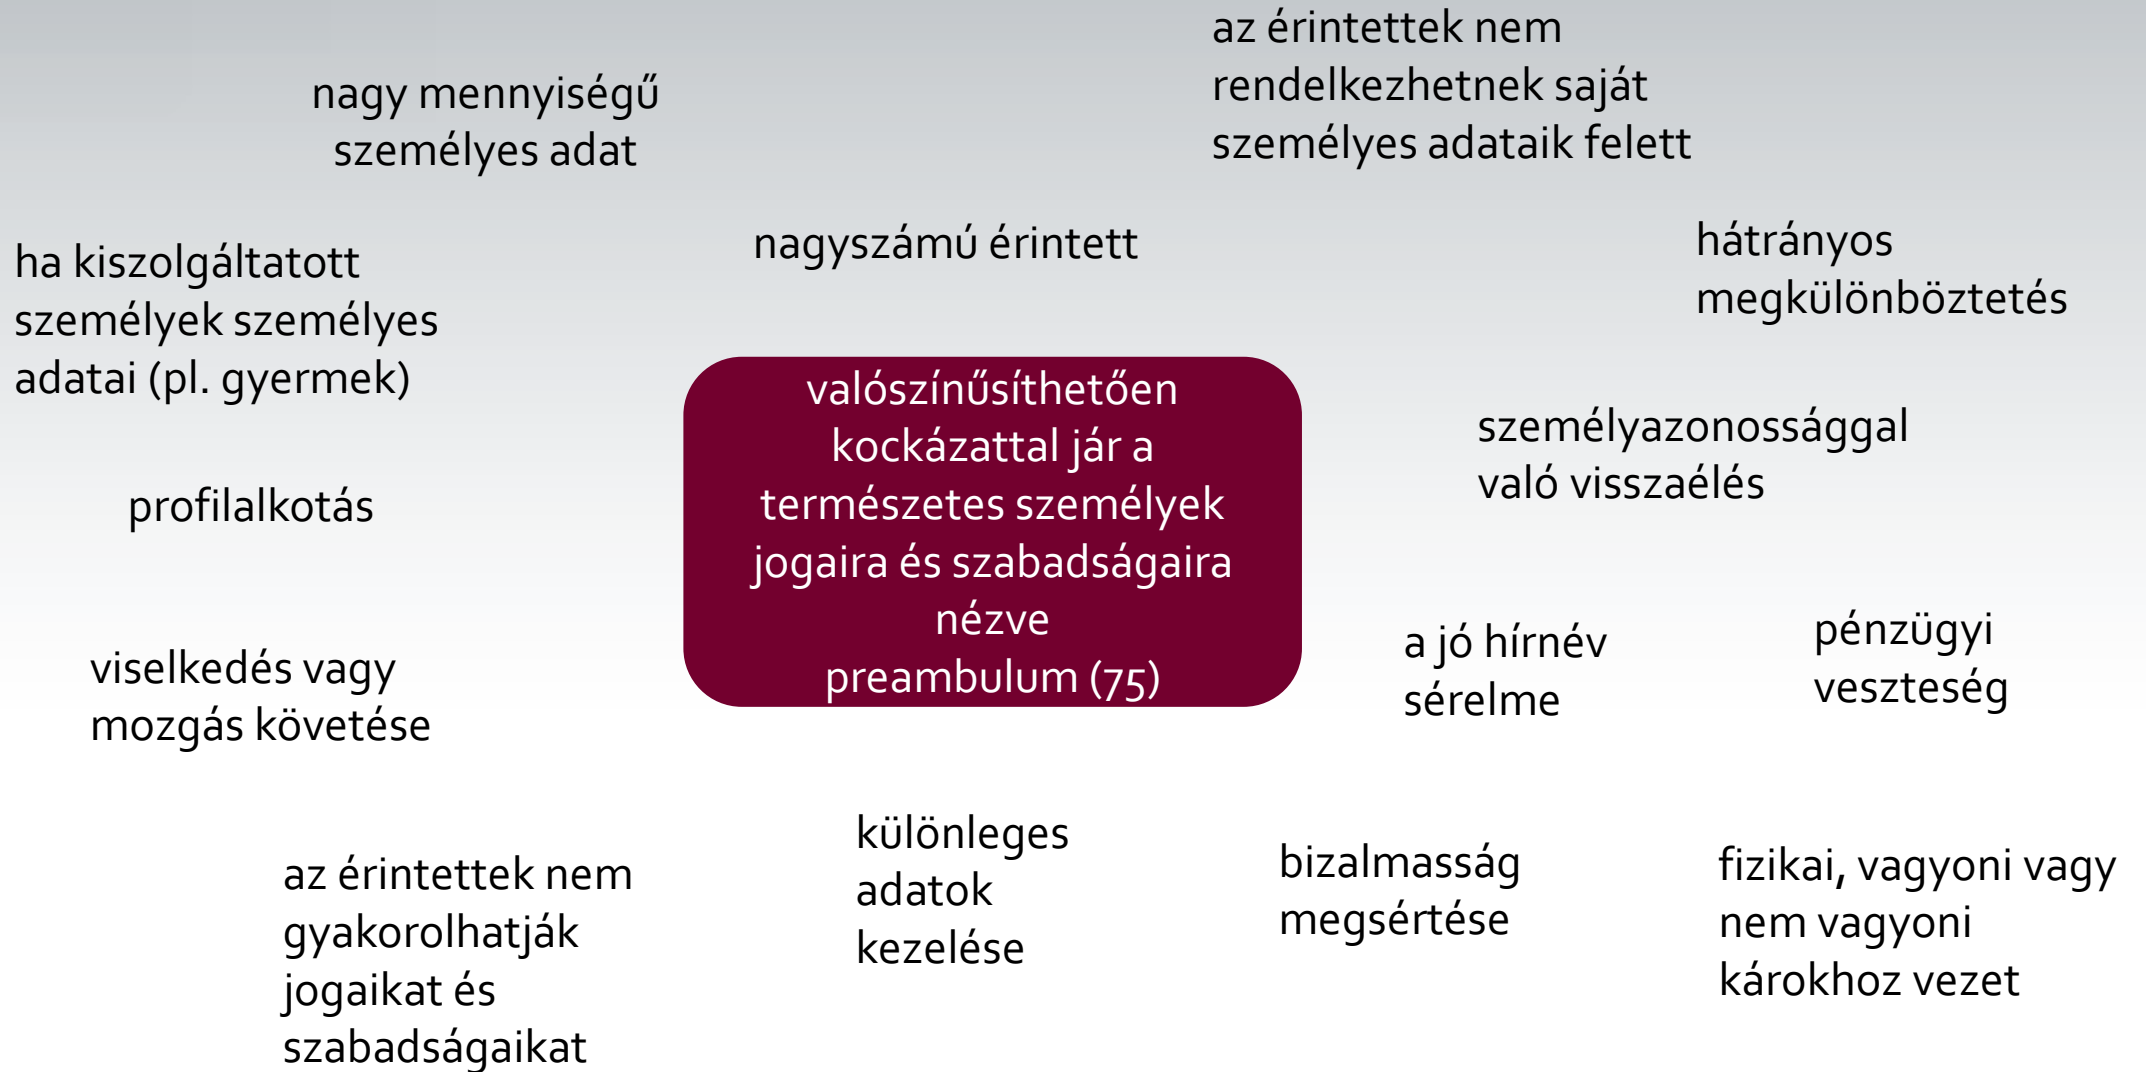 az érintettek nem
rendelkezhetnek saját
személyes adataik felett
nagy mennyiségű
személyes adat
nagyszámú érintett
hátrányos
megkülönböztetés
ha kiszolgáltatott
személyek személyes
adatai (pl. gyermek)
valószínűsíthetően
kockázattal jár a
természetes személyek
jogaira és szabadságaira
nézve
preambulum (75)
személyazonossággal
való visszaélés
profilalkotás
a jó hírnév
sérelme
pénzügyi
veszteség
viselkedés vagy
mozgás követése
az érintettek nem
gyakorolhatják
jogaikat és
szabadságaikat
különleges
adatok
kezelése
bizalmasság
megsértése
fizikai, vagyoni vagy
nem vagyoni
károkhoz vezet